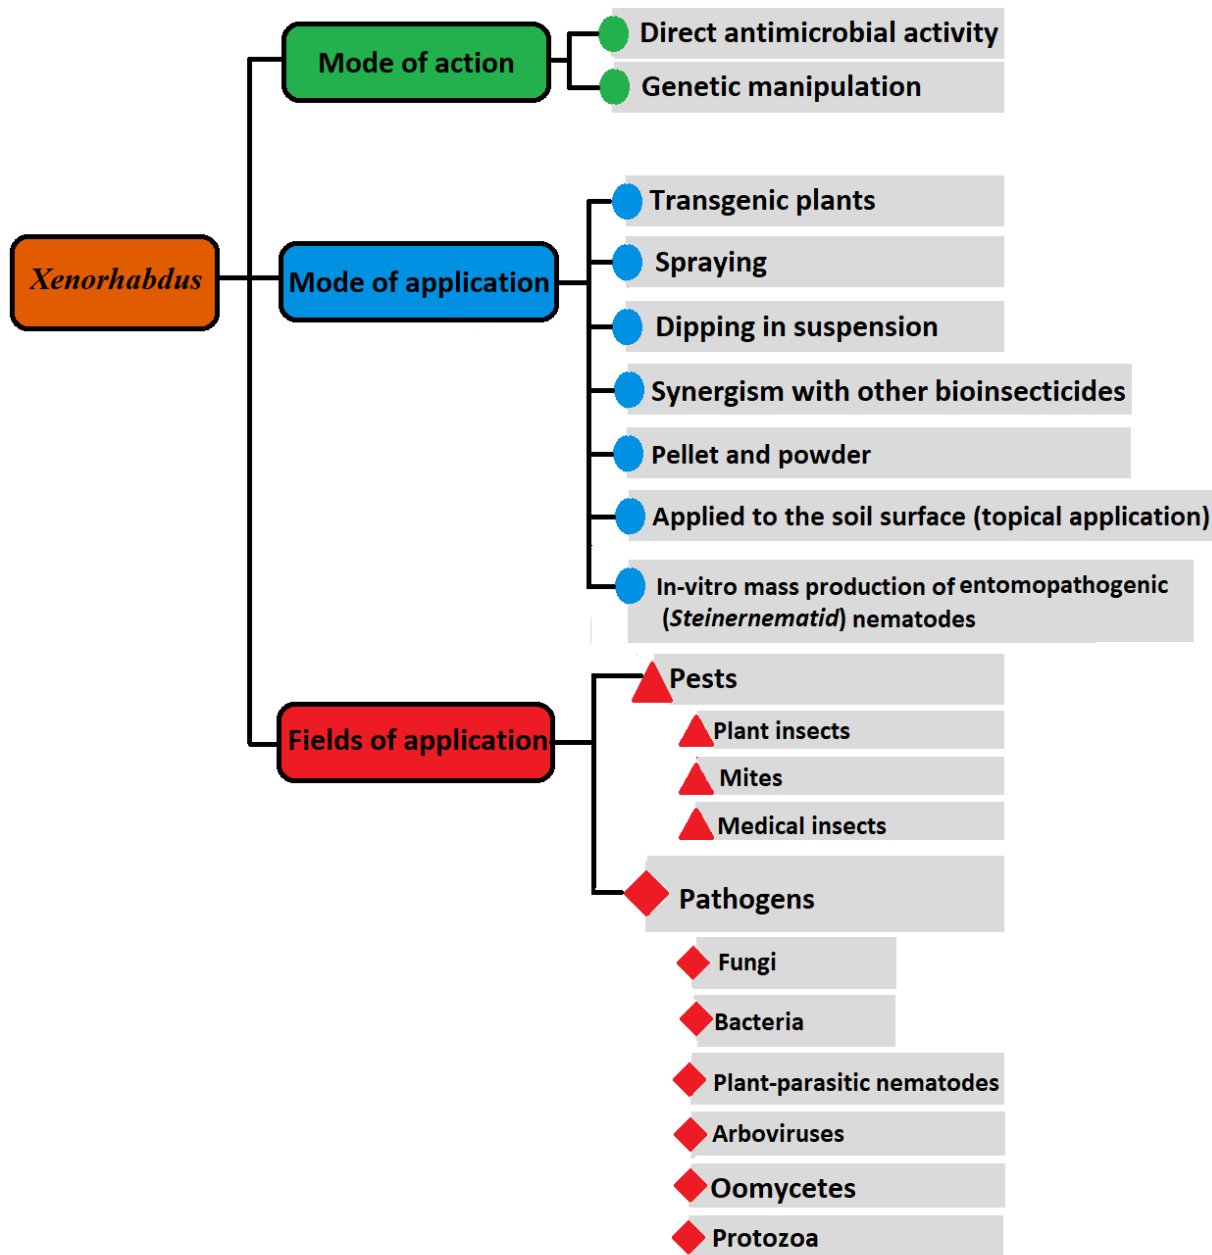 Mode of action
Direct antimicrobial activity
Genetic manipulation
Xenorhabdus
Mode of application
Transgenic plants
Spraying
Dipping in suspension
Synergism with other bioinsecticides
Pellet and powder
Applied to the soil surface (topical application)
In-vitro mass production of entomopathogenic
(Steinernematid) nematodes
Fields of application
Pests
Plant insects
Mites
Medical insects
Pathogens
Fungi
Bacteria
Plant-parasitic nematodes
Arboviruses
Oomycetes
Protozoa